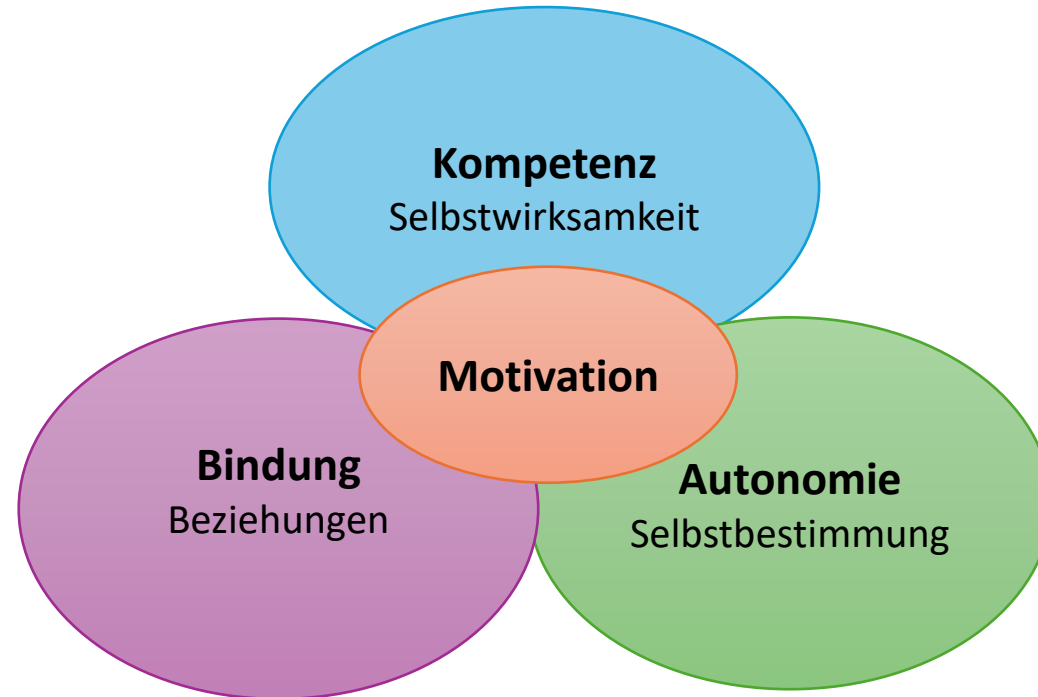 Kompetenz
Selbstwirksamkeit
Motivation
Bindung
Beziehungen
Autonomie
Selbstbestimmung